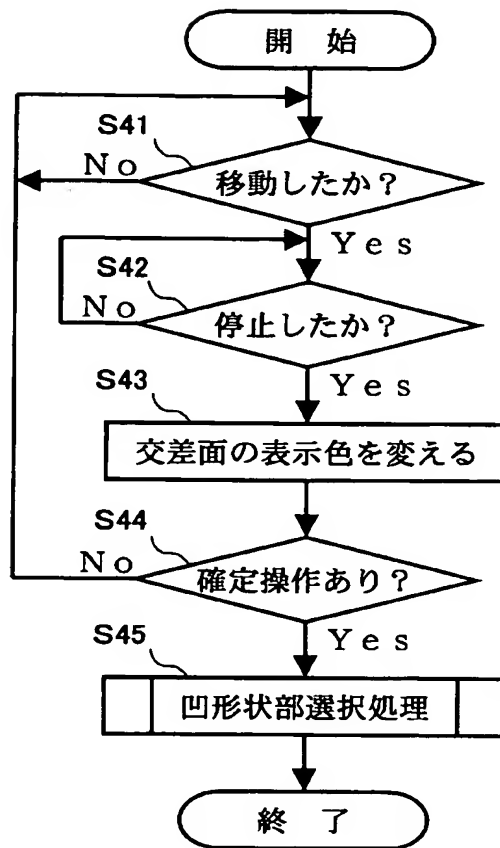 開 始
S41
No
移動したか?
Yes
S42
No
停止したか?
Yes
S43
交差面の表示色を変える
S44
No
確定操作あり?
Yes
S45
凹形状部選択処理
終 了